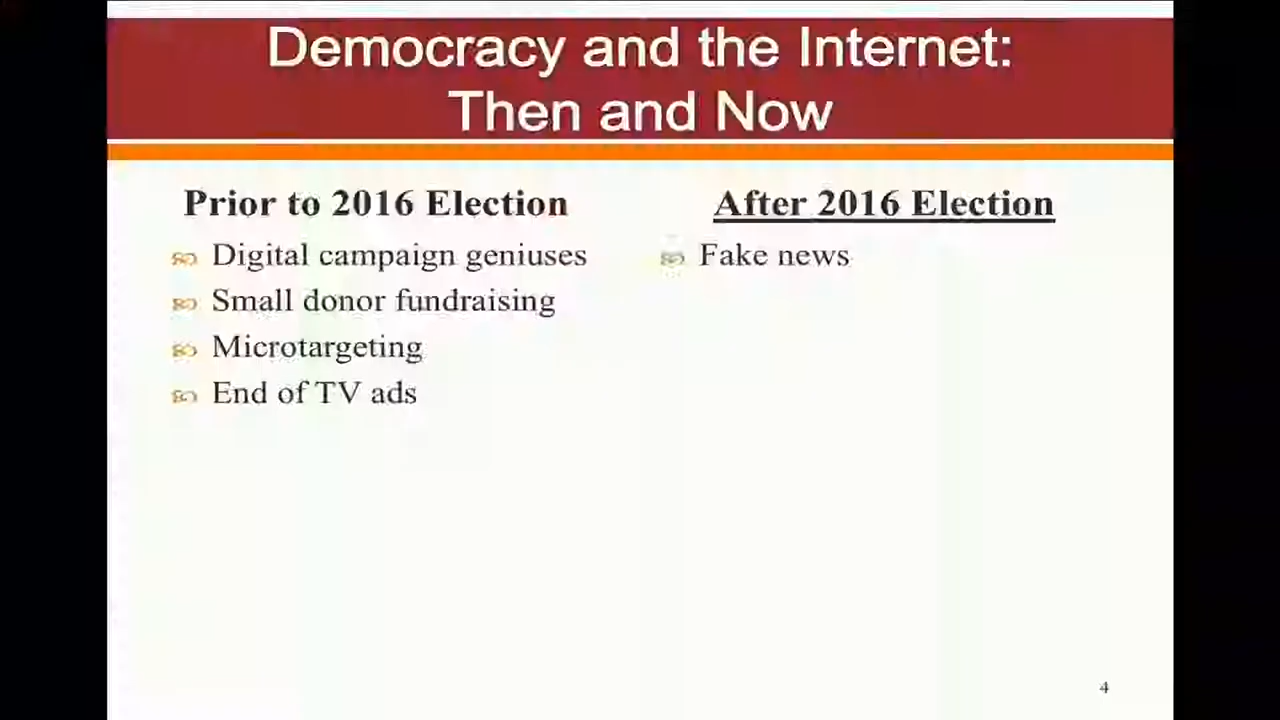 Democracy and the Internet:
Then and Now
Prior to 2016 Election
Digital campaign geniuses
Small donor fundraising
Microtargeting
End of TV ads
After 2016 Election
Fake news
4